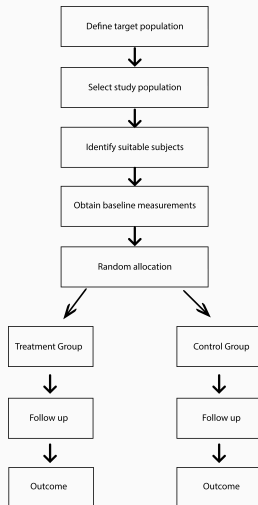 Define target population
Select study population
Identify suitable subjects
Obtain baseline measurements
Random allocation
Treatment Group
Control Group
Follow up
Follow up
Outcome
Outcome